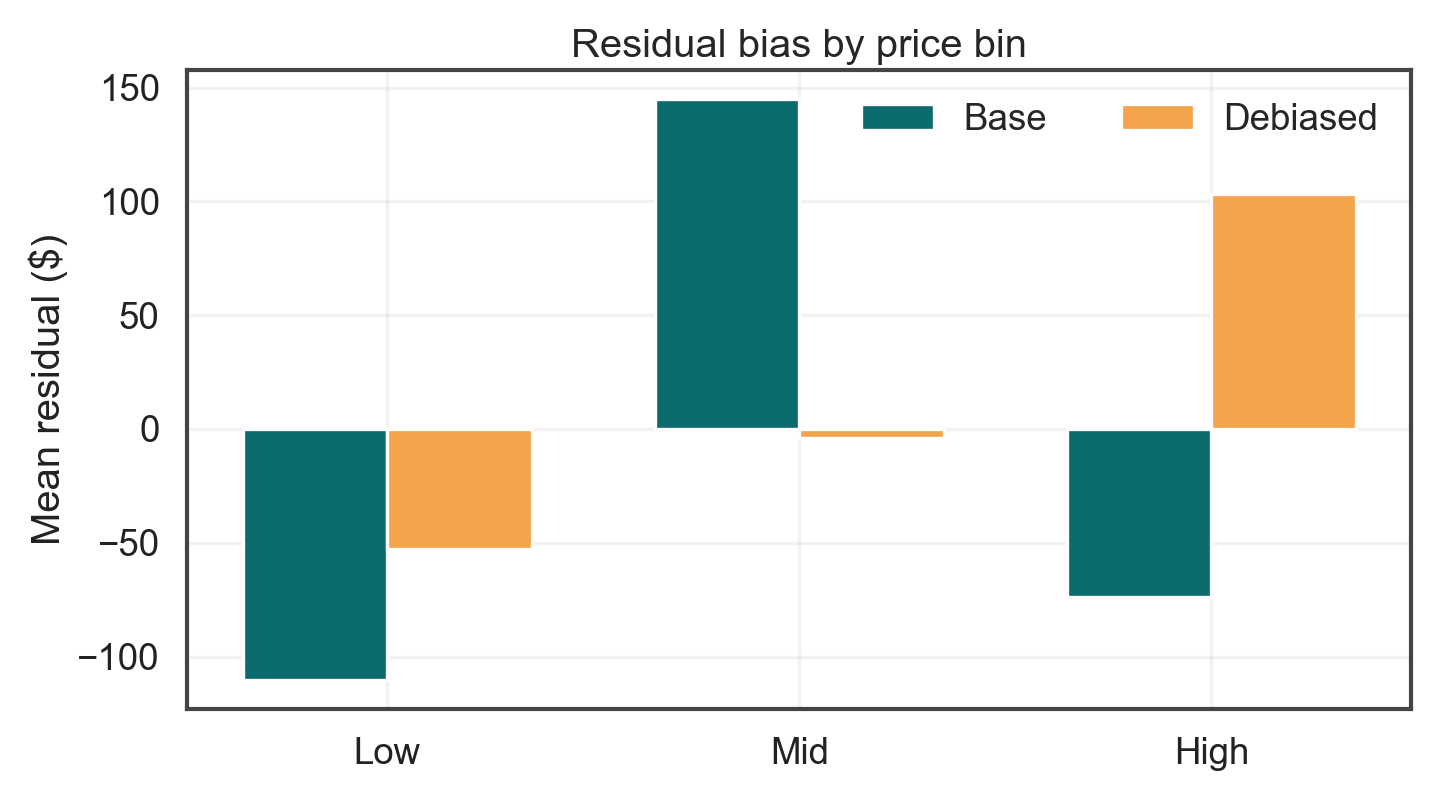 Residual bias by price bin
Base
Debiased
Mean residual ($)
150
100
50
0
−50
−100
Low
Mid
High